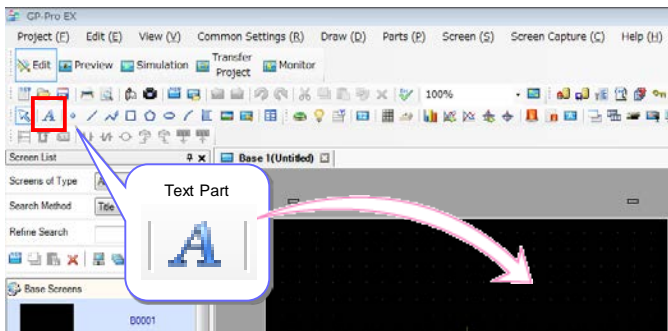 GP-Pro EX
Project (F) Edit (E) View (V) Common Settings (R) Draw (D) Parts (P) Screen (S) Screen Capture (C) Help (H)
Edit Preview Simulation Transfer Project Monitor
100%
A
Screen List
Base 1(Untitled)
Screens of Type
Search Method Title
Refine Search
Text Part
A
Base Screens
B0001